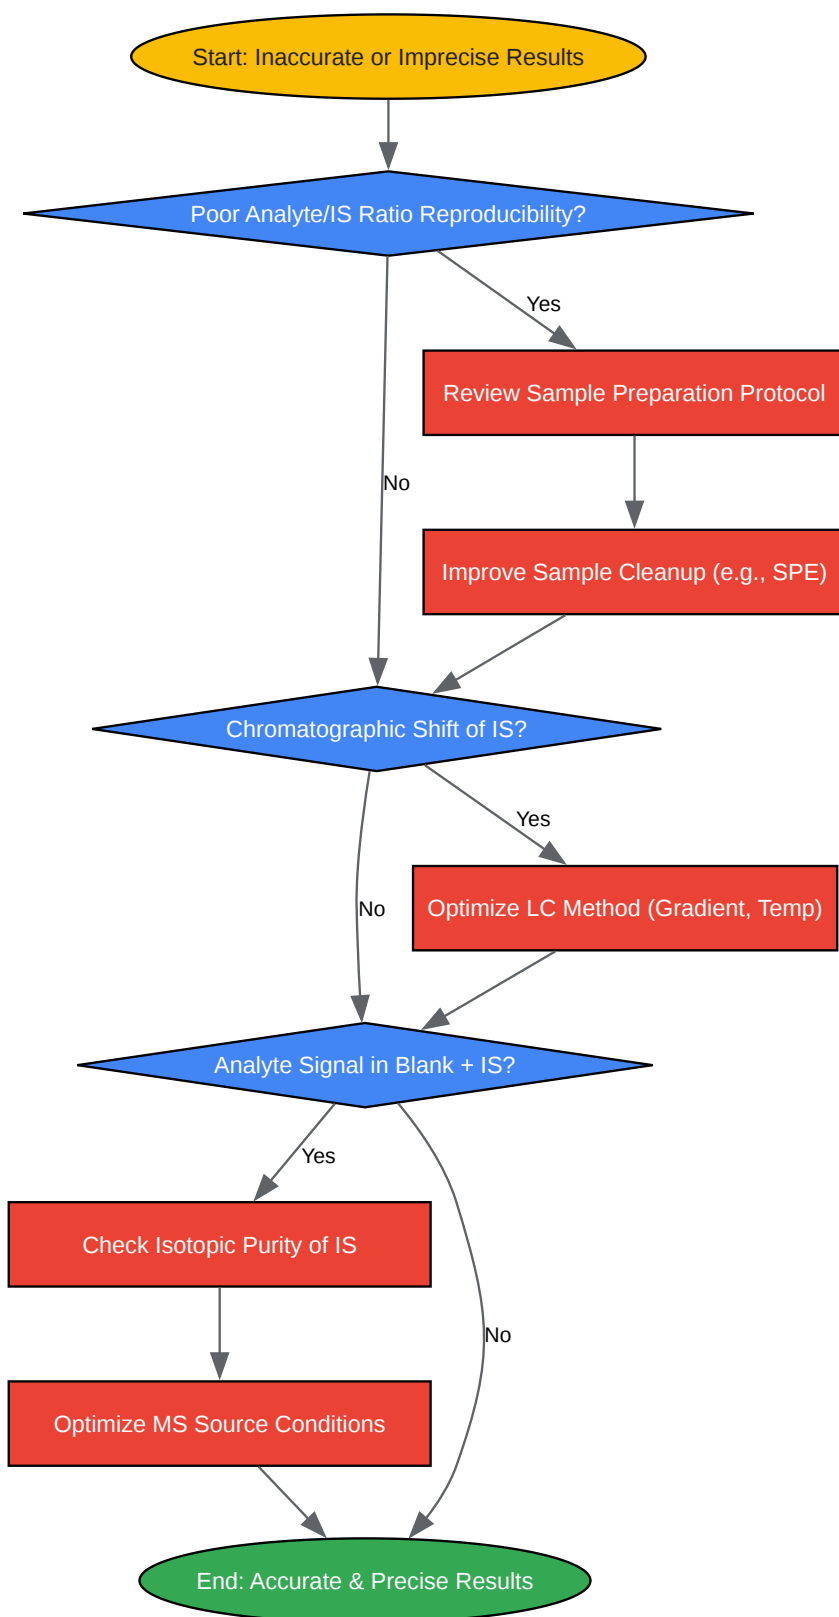 Start: Inaccurate or Imprecise Results
Poor Analyte/IS Ratio Reproducibility?
Yes
Review Sample Preparation Protocol
No
Improve Sample Cleanup (e.g., SPE)
Chromatographic Shift of IS?
Yes
Optimize LC Method (Gradient, Temp)
No
Analyte Signal in Blank + IS?
Yes
Check Isotopic Purity of IS
No
Optimize MS Source Conditions
End: Accurate & Precise Results